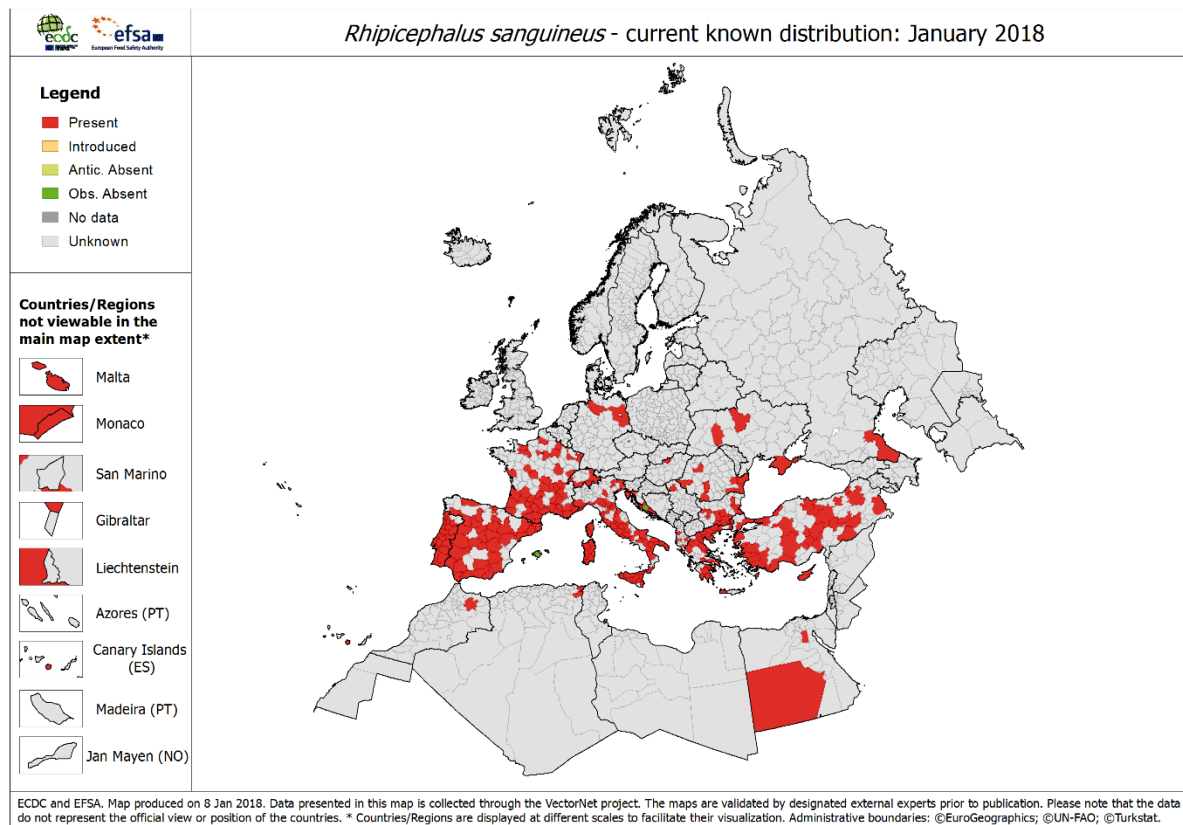 ecdc
efsa
European Food Safety Authority
Rhipicephalus sanguineus - current known distribution: January 2018
Legend
Present
Introduced
Antic. Absent
Obs. Absent
No data
Unknown
Countries/Regions
not viewable in the
main map extent*
Malta
Monaco
San Marino
Gibraltar
Liechtenstein
Azores (PT)
Canary Islands
(ES)
Madeira (PT)
Jan Mayen (NO)
ECDC and EFSA. Map produced on 8 Jan 2018. Data presented in this map is collected through the VectorNet project. The maps are validated by designated external experts prior to publication. Please note that the data
do not represent the official view or position of the countries. * Countries/Regions are displayed at different scales to facilitate their visualization. Administrative boundaries: ©EuroGeographics; ©UN-FAO; ©Turkstat.